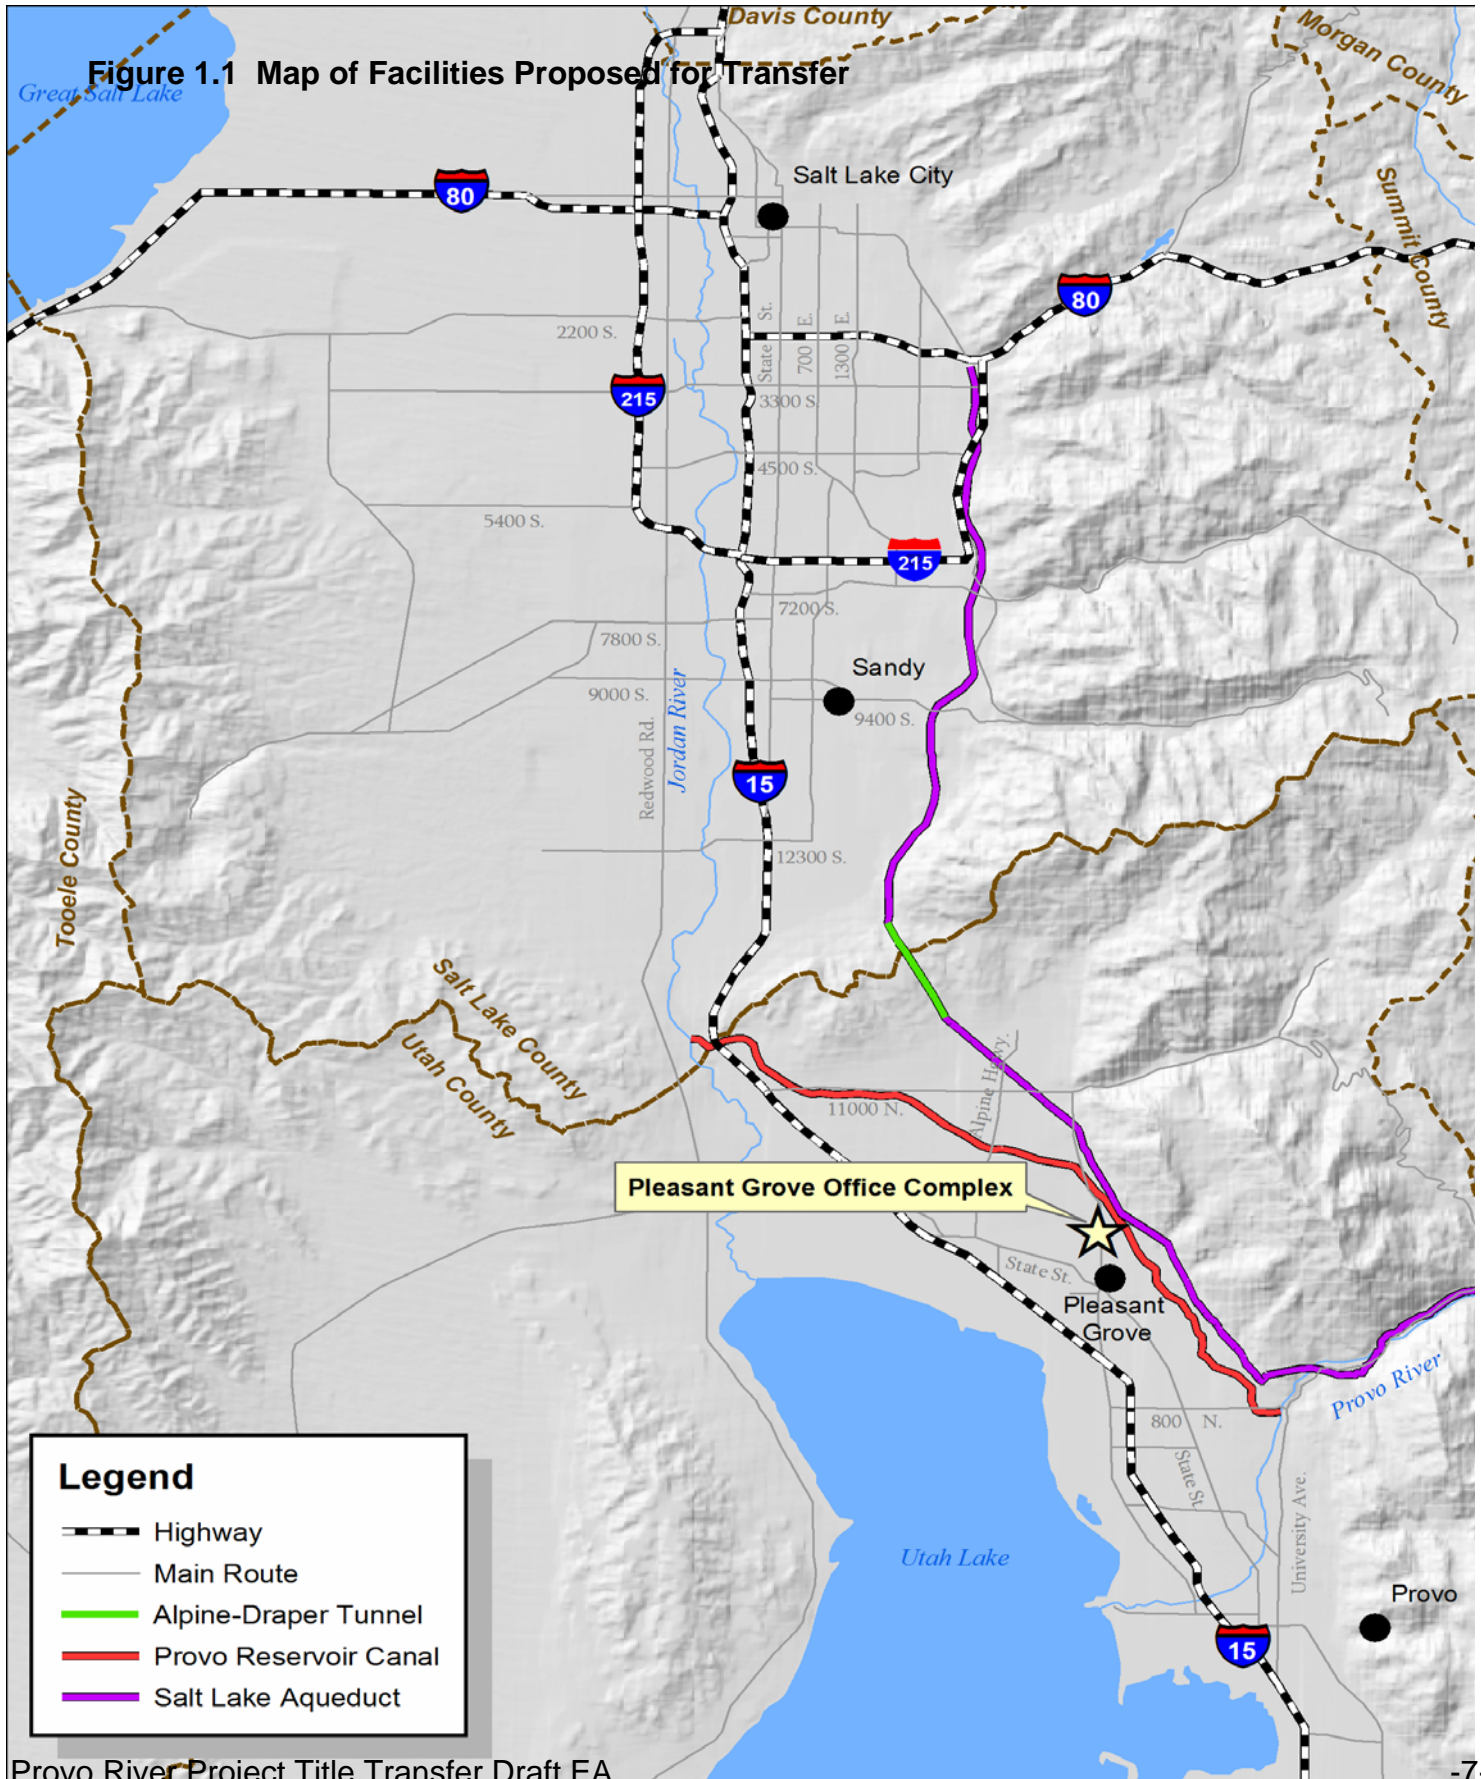 Davis County
Morgan County
Figure 1.1  Map of Facilities Proposed for Transfer
Great Salt Lake
Salt Lake City
Summit County
80
80
State St.
700 E.
1300 E.
2200 S.
215
3300 S.
4500 S.
5400 S.
215
7200 S.
7800 S.
Sandy
9000 S.
9400 S.
Redwood Rd.
Jordan River
15
12300 S.
Tooele County
Salt Lake County
Utah County
Alpine Hgwy.
11000 N.
Pleasant Grove Office Complex
State St.
Pleasant
Grove
Provo River
800 N.
State St
University Ave.
Utah Lake
Provo
15
Legend
Highway
Main Route
Alpine-Draper Tunnel
Provo Reservoir Canal
Salt Lake Aqueduct
Provo River Project Title Transfer Draft EA
-7